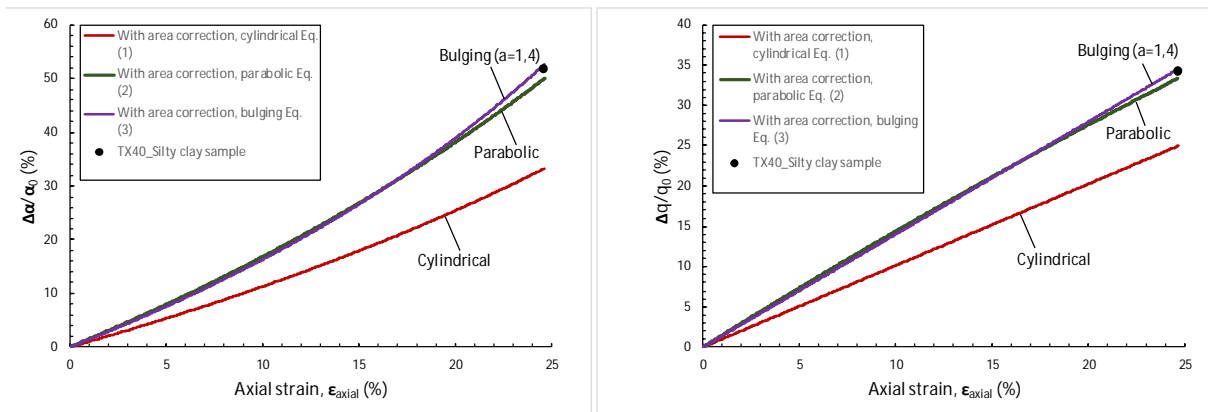 60
50
40
30
20
10
0
Δα/α0 (%)
With area correction, cylindrical Eq.
(1)
With area correction, parabolic Eq.
(2)
With area correction, bulging Eq.
(3)
TX40_Silty clay sample
Bulging (a=1,4)
Parabolic
Cylindrical
0 5 10 15 20 25
Axial strain, εaxial (%)
40
35
30
25
20
15
10
5
0
Δq/q0 (%)
With area correction,
cylindrical Eq. (1)
With area correction,
parabolic Eq. (2)
With area correction, bulging
Eq. (3)
TX40_Silty clay sample
Bulging (a=1,4)
Parabolic
Cylindrical
0 5 10 15 20 25
Axial strain, εaxial (%)